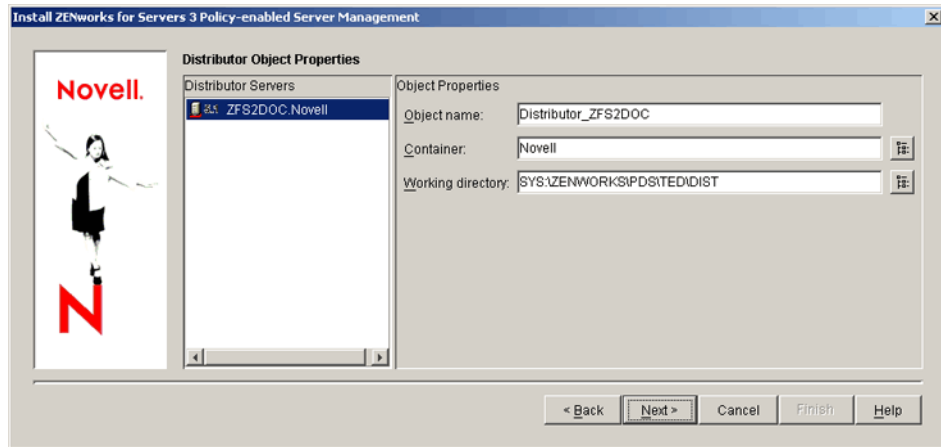 Install ZENworks for Servers 3 Policy-enabled Server Management
Novell.
N
Distributor Object Properties
Distributor Servers
ZFS2DOC.Novell
Object Properties
Object name: Distributor_ZFS2DOC
Container: Novell
Working directory: SYS:\ZENWORKS\PDS\TED\DIST
< Back Next > Cancel Finish Help